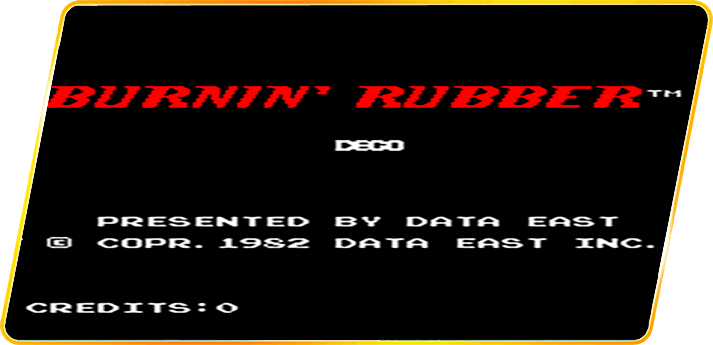 BURNIN' RUBBER™
DECO
PRESENTED BY DATA EAST
© COPR. 1982 DATA EAST INC.
CREDITS:0